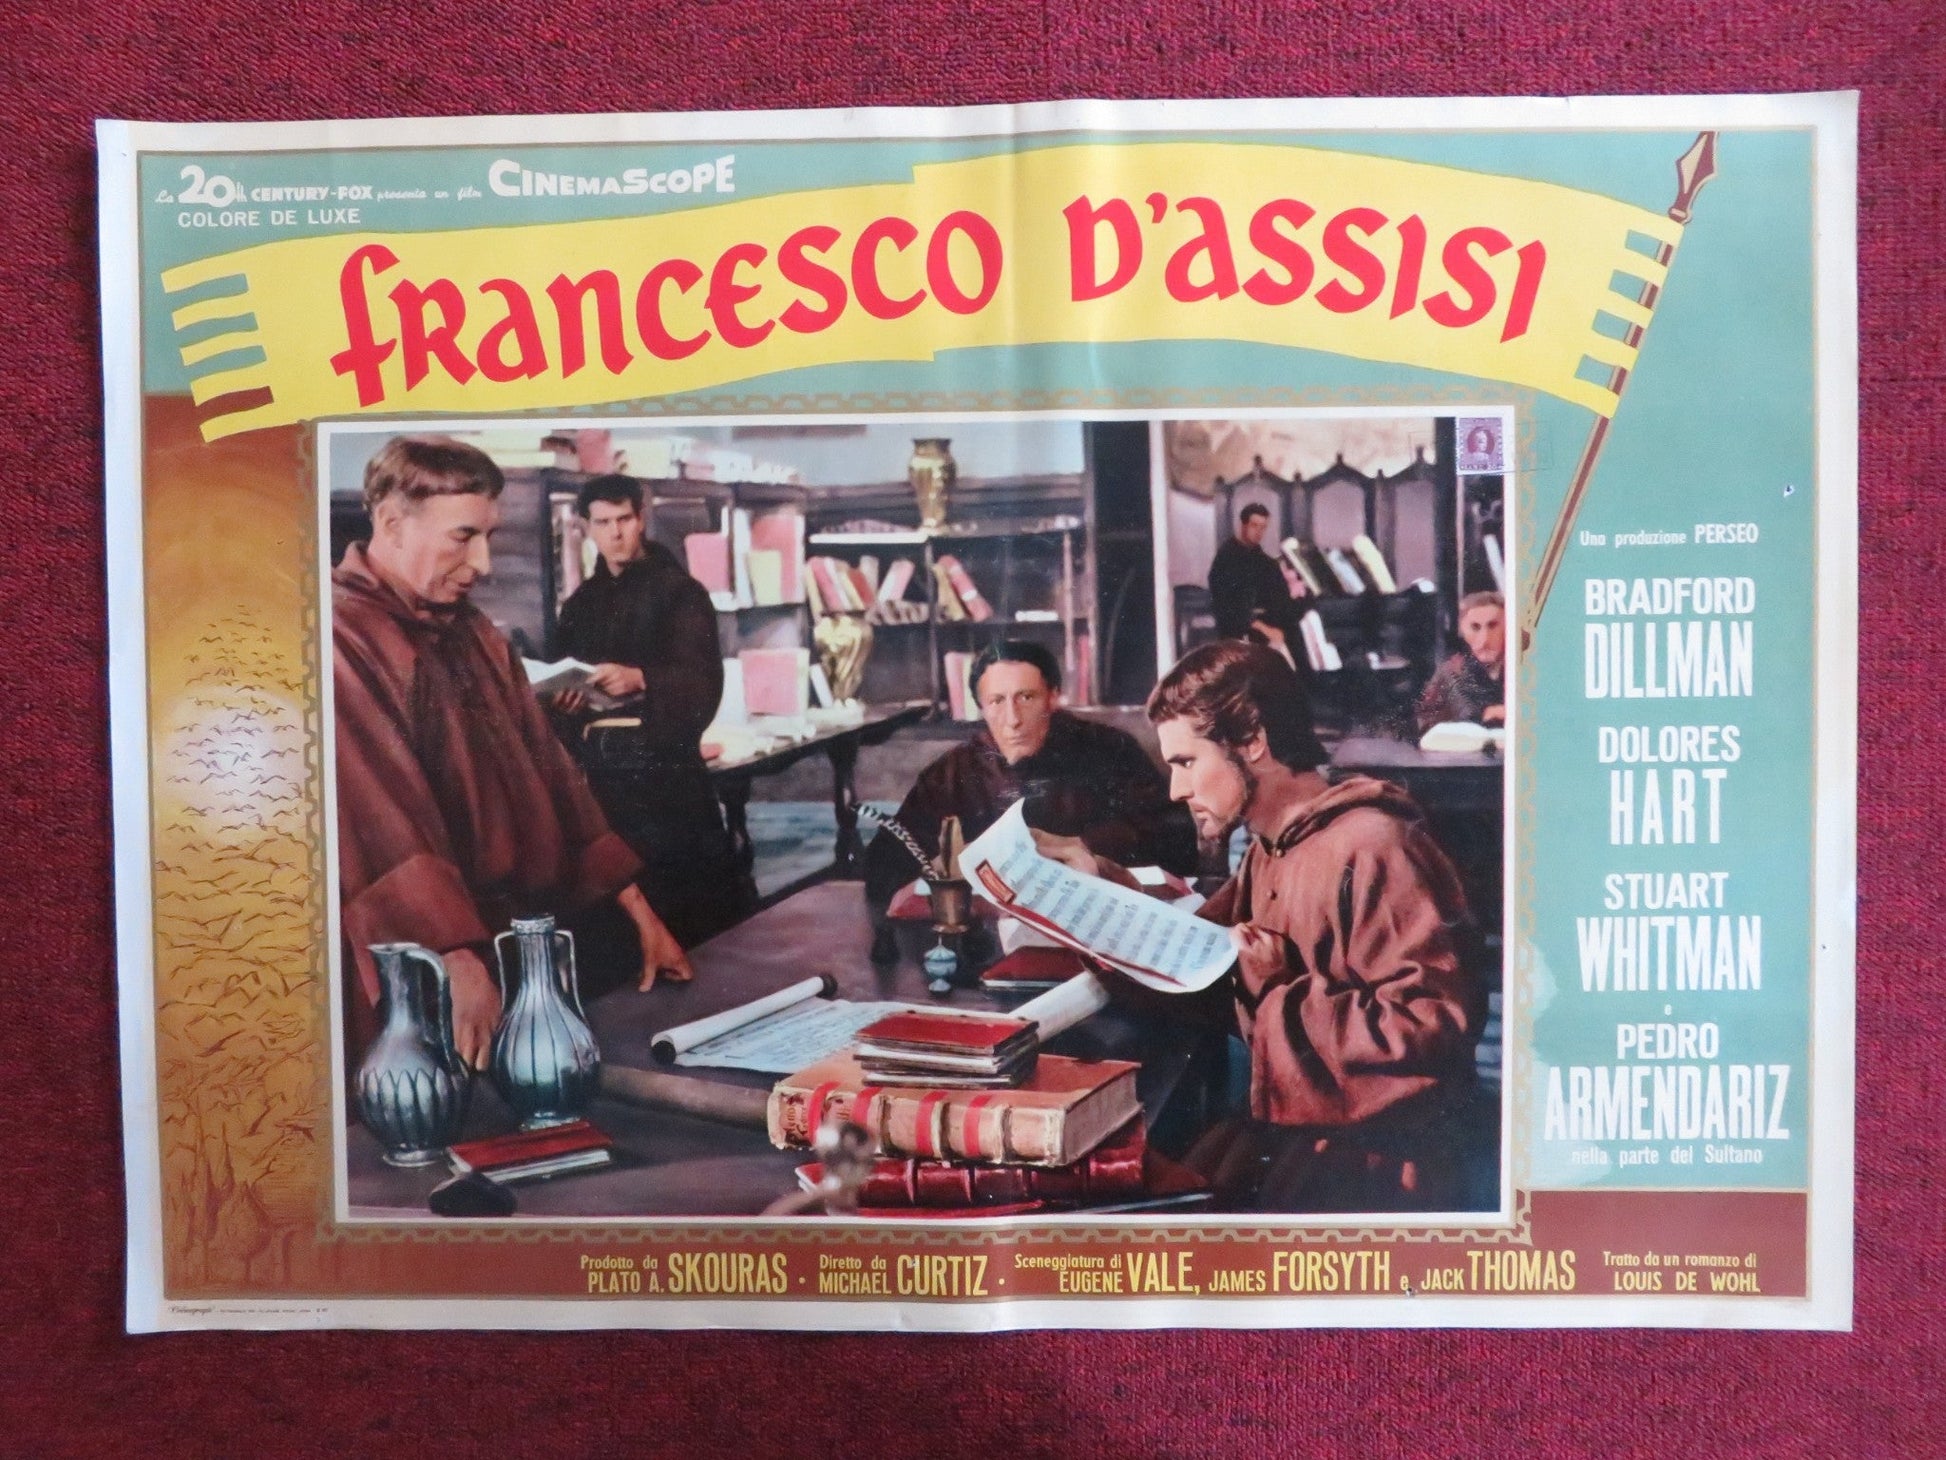 La 20th CENTURY-FOX presenta un film CINEMASCOPE
COLORE DE LUXE
FRANCESCO D'ASSISI
Una produzione PERSEO
BRADFORD
DILLMAN
DOLORES
HART
STUART
WHITMAN
e
PEDRO
ARMENDARIZ
nella parte del Sultano
Prodotto da
PLATO A. SKOURAS •
Diretto da
MICHAEL CURTIZ •
Sceneggiatura di
EUGENE VALE, JAMES FORSYTH e JACK THOMAS
Tratto da un romanzo di
LOUIS DE WOHL